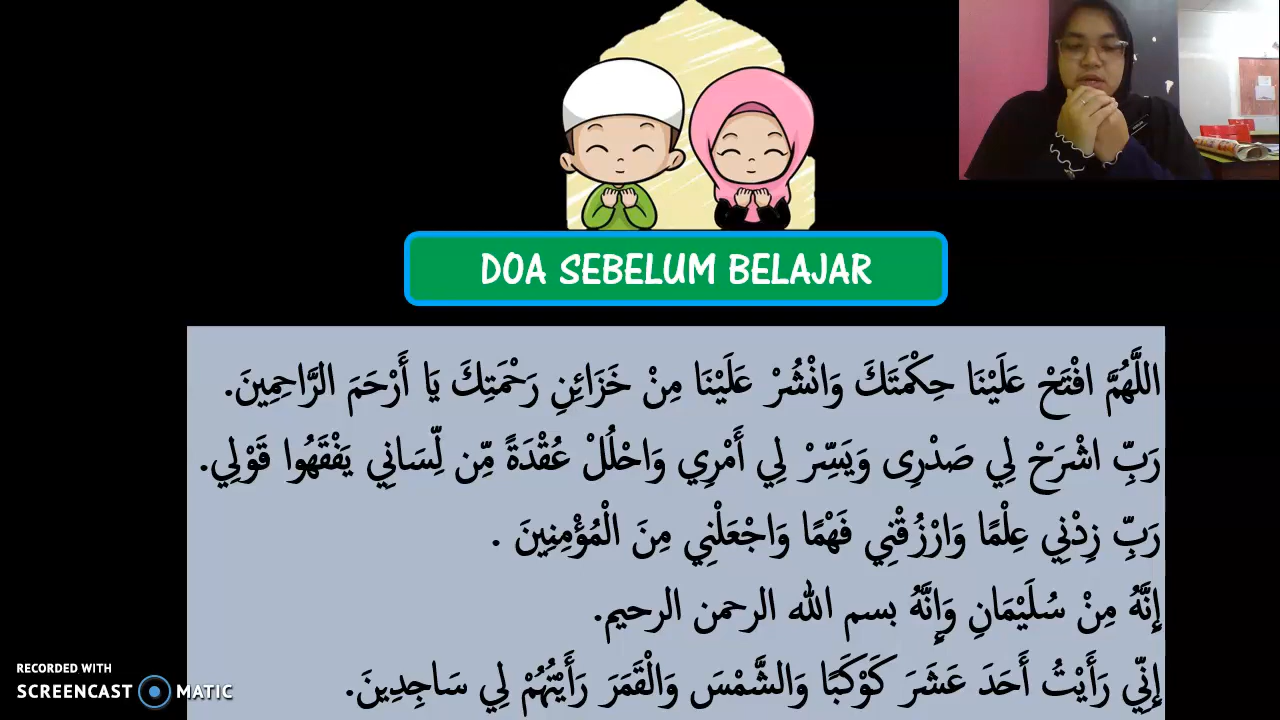 DOA SEBELUM BELAJAR
اللَّهُمَّ افْتَحْ عَلَيْنَا حِكْمَتَكَ وَانْشُرْ عَلَيْنَا مِنْ خَزَائِنِ رَحْمَتِكَ يَا أَرْحَمَ الرَّاحِمِينَ.
رَبِّ اشْرَحْ لِي صَدْرِى وَيَسِّرْ لِي أَمْرِي وَاحْلُلْ عُقْدَةً مِّن لِّسَانِي يَفْقَهُوا قَوْلِي.
رَبِّ زِدْنِي عِلْمًا وَارْزُقْنِي فَهْمًا وَاجْعَلْنِي مِنَ الْمُؤْمِنِينَ .
إِنَّهُ مِنْ سُلَيْمَانِ وَإِنَّهُ بسم الله الرحمن الرحيم.
إِنِّي رَأَيْتُ أَحَدَ عَشَرَ كَوْكَبًا وَالشَّمْسَ وَالْقَمَرَ رَأَيْتُهُمْ لِي سَاجِدِينَ.
RECORDED WITH
SCREENCAST MATIC